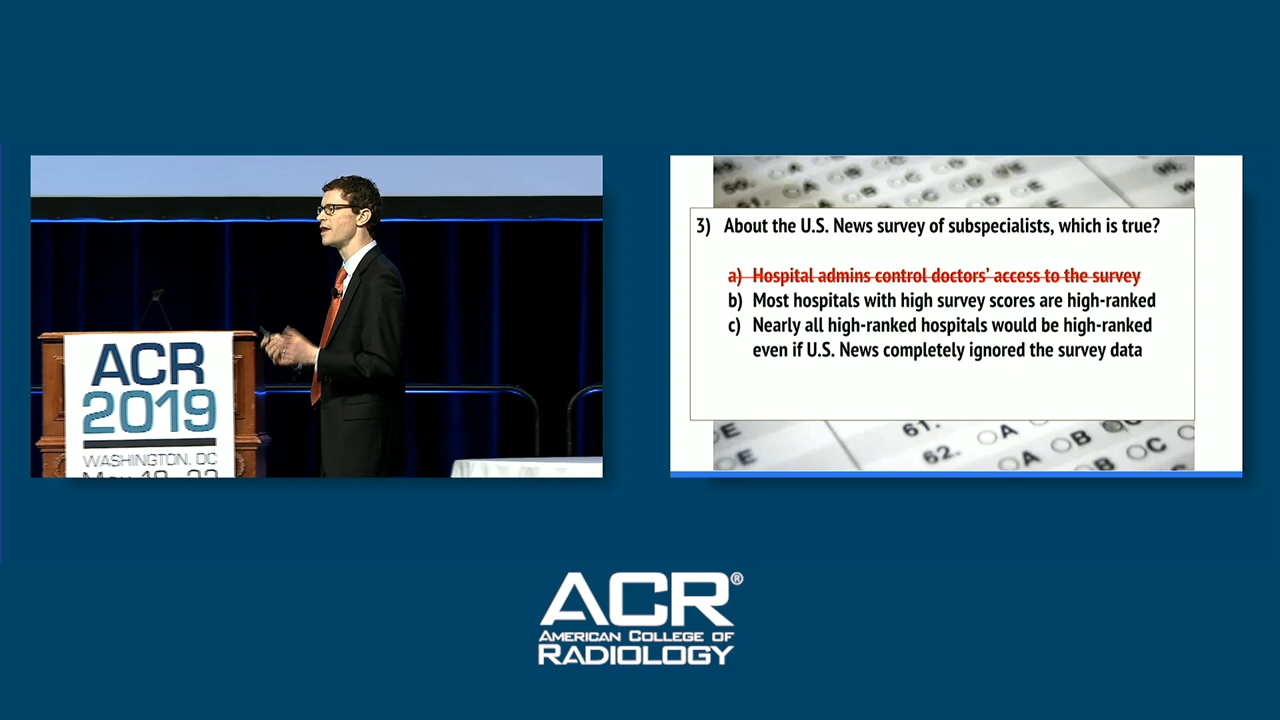 ACR
2019
WASHINGTON, DC
3) About the U.S. News survey of subspecialists, which is true?
a) Hospital admins control doctors' access to the survey
b) Most hospitals with high survey scores are high-ranked
c) Nearly all high-ranked hospitals would be high-ranked
even if U.S. News completely ignored the survey data
E
61.
A
B
62.
A
B
C
ACR®
AMERICAN COLLEGE OF
RADIOLOGY